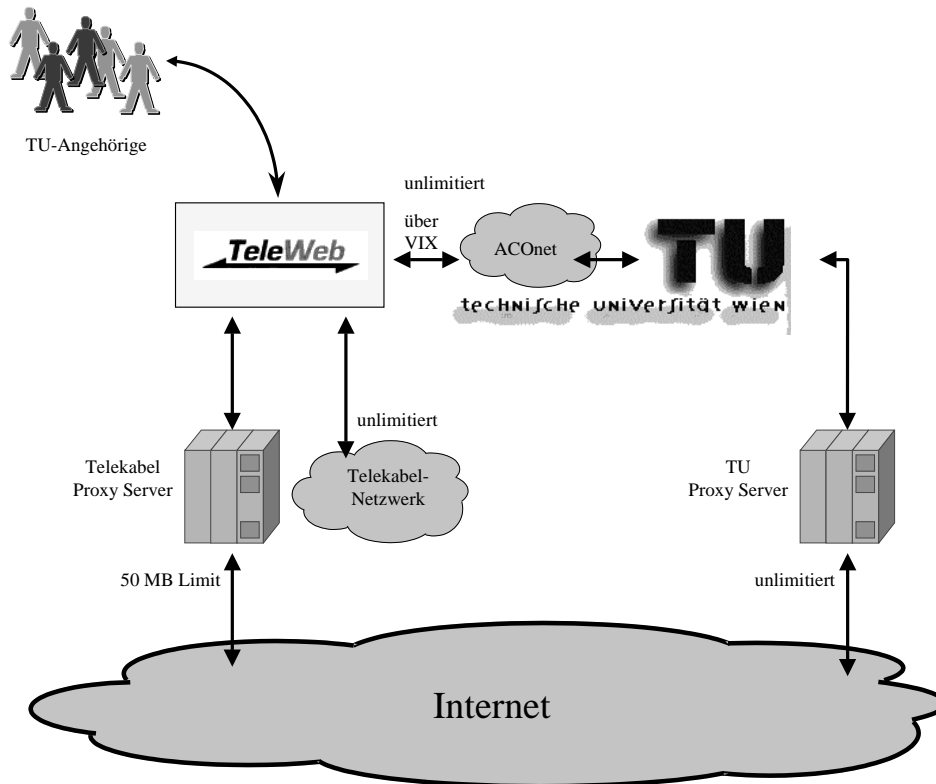 TU-Angehörige
unlimitiert
über
VIX
TeleWeb
ACOnet
TU
technische universität wien
unlimitiert
Telekabel
Proxy Server
Telekabel-
Netzwerk
TU
Proxy Server
50 MB Limit
unlimitiert
Internet